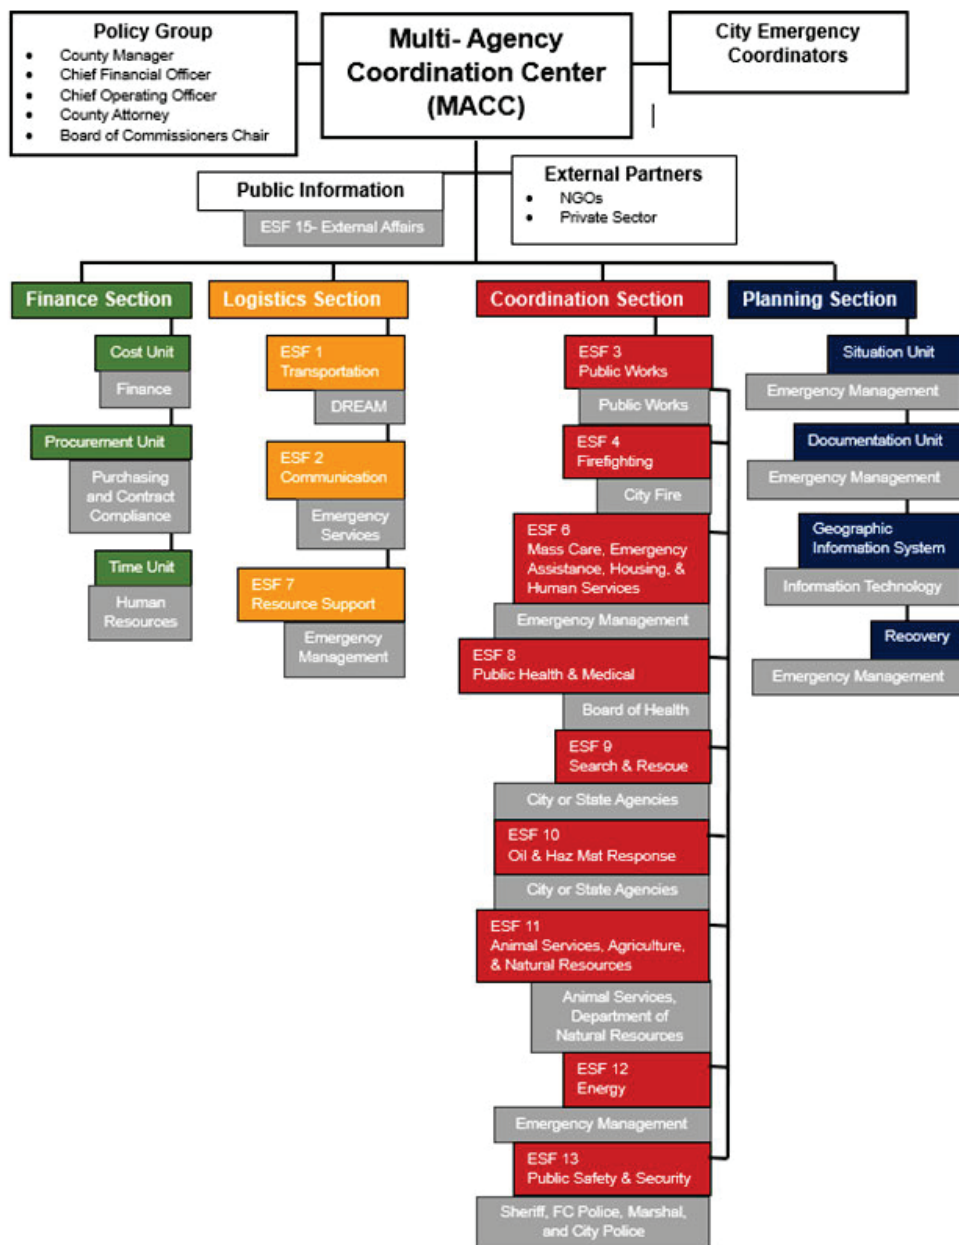 Policy Group
• County Manager
• Chief Financial Officer
• Chief Operating Officer
• County Attorney
• Board of Commissioners Chair
Multi- Agency
Coordination Center
(MACC)
City Emergency
Coordinators
Public Information
ESF 15- External Affairs
External Partners
• NGOs
• Private Sector
Finance Section
Cost Unit
Finance
Procurement Unit
Purchasing
and Contract
Compliance
Time Unit
Human
Resources
Logistics Section
ESF 1
Transportation
DREAM
ESF 2
Communication
Emergency
Services
ESF 7
Resource Support
Emergency
Management
Coordination Section
ESF 3
Public Works
Public Works
ESF 4
Firefighting
City Fire
ESF 6
Mass Care, Emergency
Assistance, Housing, &
Human Services
Emergency Management
ESF 8
Public Health & Medical
Board of Health
ESF 9
Search & Rescue
City or State Agencies
ESF 10
Oil & Haz Mat Response
City or State Agencies
ESF 11
Animal Services, Agriculture,
& Natural Resources
Animal Services,
Department of
Natural Resources
ESF 12
Energy
Emergency Management
ESF 13
Public Safety & Security
Sheriff, FC Police, Marshal,
and City Police
Planning Section
Situation Unit
Emergency Management
Documentation Unit
Emergency Management
Geographic
Information System
Information Technology
Recovery
Emergency Management